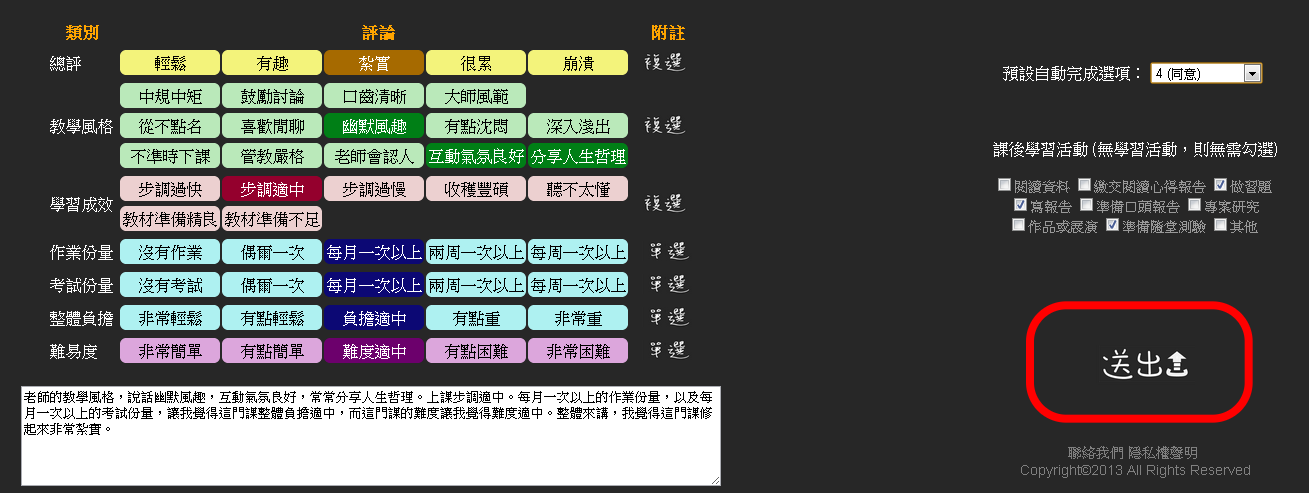 類別 評論 附註
總評 輕鬆 有趣 紮實 很累 崩潰 複選
中規中矩 鼓勵討論 口齒清晰 大師風範
教學風格 從不點名 喜歡閒聊 幽默風趣 有點沈悶 深入淺出 複選
不準時下課 管教嚴格 老師會認人 互動氣氛良好 分享人生哲理
步調過快 步調適中 步調過慢 收穫豐碩 聽不太懂
學習成效 複選
教材準備精良 教材準備不足
作業份量 沒有作業 偶爾一次 每月一次以上 兩周一次以上 每周一次以上 單選
考試份量 沒有考試 偶爾一次 每月一次以上 兩周一次以上 每周一次以上 單選
整體負擔 非常輕鬆 有點輕鬆 負擔適中 有點重 非常重 單選
難易度 非常簡單 有點簡單 難度適中 有點困難 非常困難 單選
老師的教學風格，說話幽默風趣，互動氣氛良好，常常分享人生哲理。上課步調適中。每月一次以上的作業份量，以及每
月一次以上的考試份量，讓我覺得這門課整體負擔適中，而這門課的難度讓我覺得難度適中。整體來講，我覺得這門課修
起來非常紮實。
預設自動完成選項： 4 (同意)
課後學習活動 (無學習活動，則無需勾選)
閱讀資料 繳交閱讀心得報告 做習題
寫報告 準備口頭報告 專案研究
作品或展演 準備隨堂測驗 其他
送出
聯絡我們 隱私權聲明
Copyright©2013 All Rights Reserved